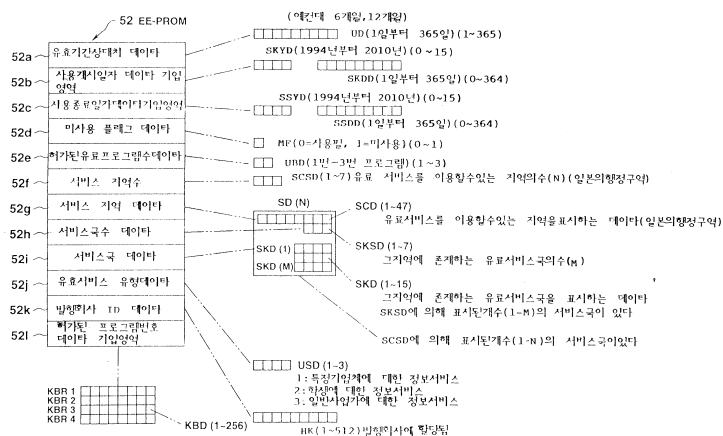 52 EE-PROM
(예컨대 6개월,12개월)
UD(1일부터 365일)(1~365)
52a 유효기간상대치 데이타
SKYD(1994년부터 2010년)(0~15)
52b 사용개시일자 데이타 기입영역
SKDD(1일부터 365일)(0~364)
52c 사용종료일기데이타기입영역
SSYD(1994년부터 2010년)(0~15)
SSDD(1일부터 365일)(0~364)
52d 미사용 플래그 데이타
MF(0=사용필, 1=미사용)(0~1)
52e 허가된유료프로그램수데이타
UBD(1번~3번 프로그램)(1~3)
52f 서비스 지역수
SCSD(1~7)유료 서비스를 이용할수있는 지역의수(N)(일본의행정구역)
SD(N)
52g 서비스 지역 데이타
SCD(1~47)
유료서비스를 이용할수있는 지역을표시하는 데이타(일본의행정구역)
52h 서비스국수 데이타
SKSD(1~7)
그지역에 존재하는 유료서비스국의수(M)
52i 서비스국 데이타
SKD(1)
SKD(M)
SKD(1~15)
그지역에 존재하는 유료서비스국을 표시하는 데이타
SKSD에 의해 표시된개수(1~M)의 서비스국이 있다
52j 유효서비스 유형데이타
52k 발행회사 ID 데이타
SCSD에 의해 표시된개수(1~N)의 서비스국이있다
52l 허가된 프로그램번호 데이타 기입영역
USD(1~3)
1:특정기업체에 대한 정보서비스
2:학생에 대한 정보서비스
3.일반사업가에 대한 정보서비스
KBR 1
KBR 2
KBR 3
KBR 4
KBD(1~256)
HK(1~512)발행회사에 할당됨